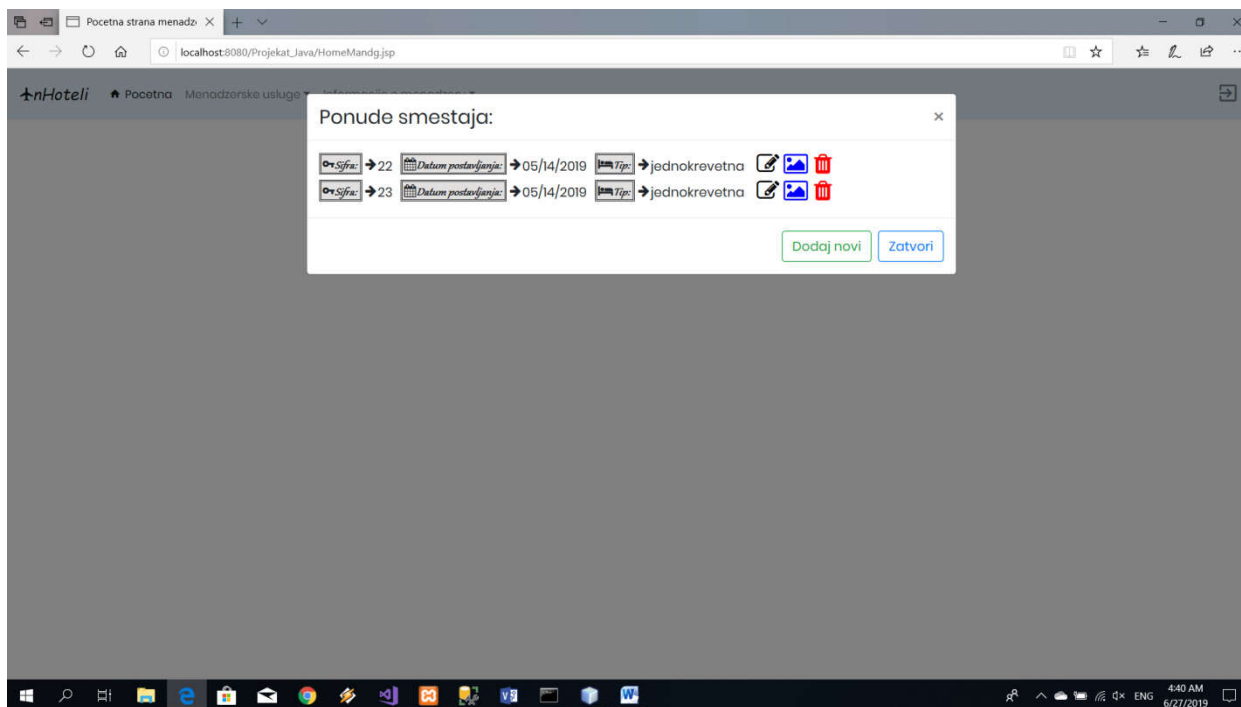 Pocetna strana menadz
localhost:8080/Projekat_Java/HomeMandg.jsp
nHoteli Pocetna Menadzerske usluge
Ponude smestaja: ×
Sifra: 22 Datum postavljanja: 05/14/2019 Tip: jednokrevetna
Sifra: 23 Datum postavljanja: 05/14/2019 Tip: jednokrevetna
Dodaj novi Zatvori
ENG 4:40 AM
6/27/2019